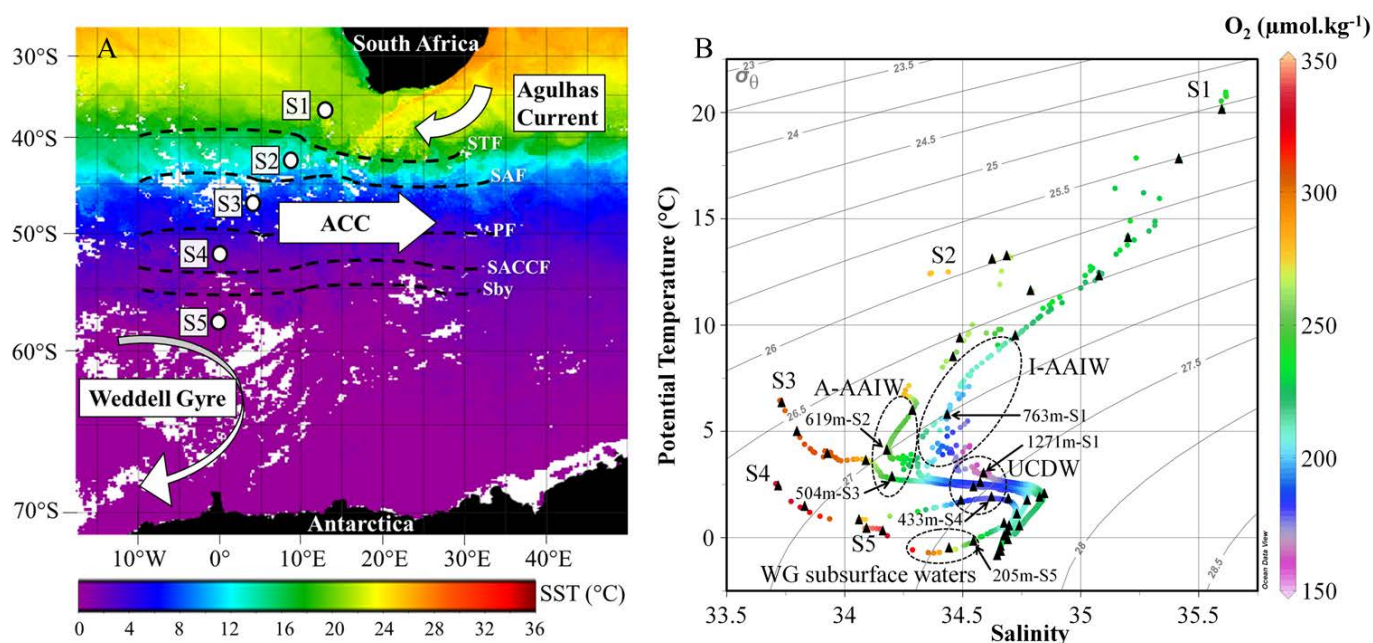 A
South Africa
30°S
S1
Agulhas
Current
40°S
STF
S2
SAF
S3
ACC
50°S
PF
S4
SACCF
Sby
S5
60°S
Weddell Gyre
70°S
Antarctica
10°W
0°
10°E
20°E
30°E
40°E
SST (°C)
0
4
8
12
16
20
24
28
32
36
B
O₂ (µmol.kg⁻¹)
Potential Temperature (°C)
20
15
10
5
0
σθ
23
23.5
24
24.5
25
25.5
26
26.5
27
27.5
28
28.5
S1
S2
I-AAIW
A-AAIW
S3
619m-S2
763m-S1
1271m-S1
UCDW
S4
504m-S3
433m-S4
S5
WG subsurface waters
205m-S5
33.5
34
34.5
35
35.5
Salinity
350
300
250
200
150
Ocean Data View